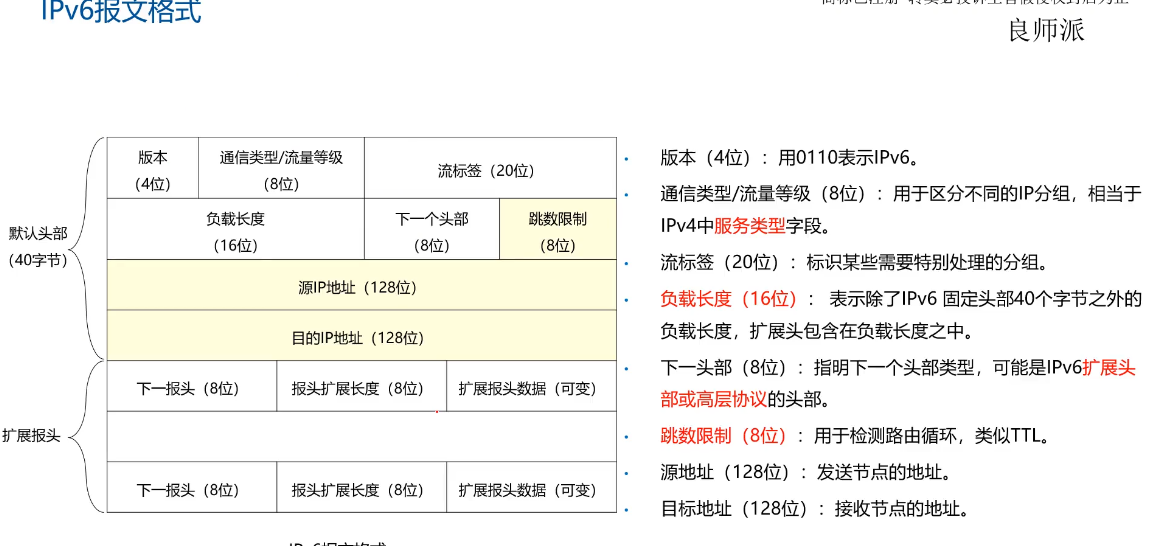 IPv6报文格式
良师派
版本
(4位)
通信类型/流量等级
(8位)
流标签（20位）
负载长度
（16位）
下一个头部
（8位）
跳数限制
（8位）
默认头部
（40字节）
源IP地址（128位）
目的IP地址（128位）
下一报头（8位）
报头扩展长度（8位）
扩展报头数据（可变）
扩展报头
下一报头（8位）
报头扩展长度（8位）
扩展报头数据（可变）
IPv6报文格式
• 版本（4位）：用0110表示IPv6。
• 通信类型/流量等级（8位）：用于区分不同的IP分组，相当于
IPv4中服务类型字段。
• 流标签（20位）：标识某些需要特别处理的分组。
• 负载长度（16位）： 表示除了IPv6 固定头部40个字节之外的
负载长度，扩展头包含在负载长度之中。
• 下一头部（8位）：指明下一个头部类型，可能是IPv6扩展头
部或高层协议的头部。
• 跳数限制（8位）：用于检测路由循环，类似TTL。
• 源地址（128位）：发送节点的地址。
• 目标地址（128位）：接收节点的地址。